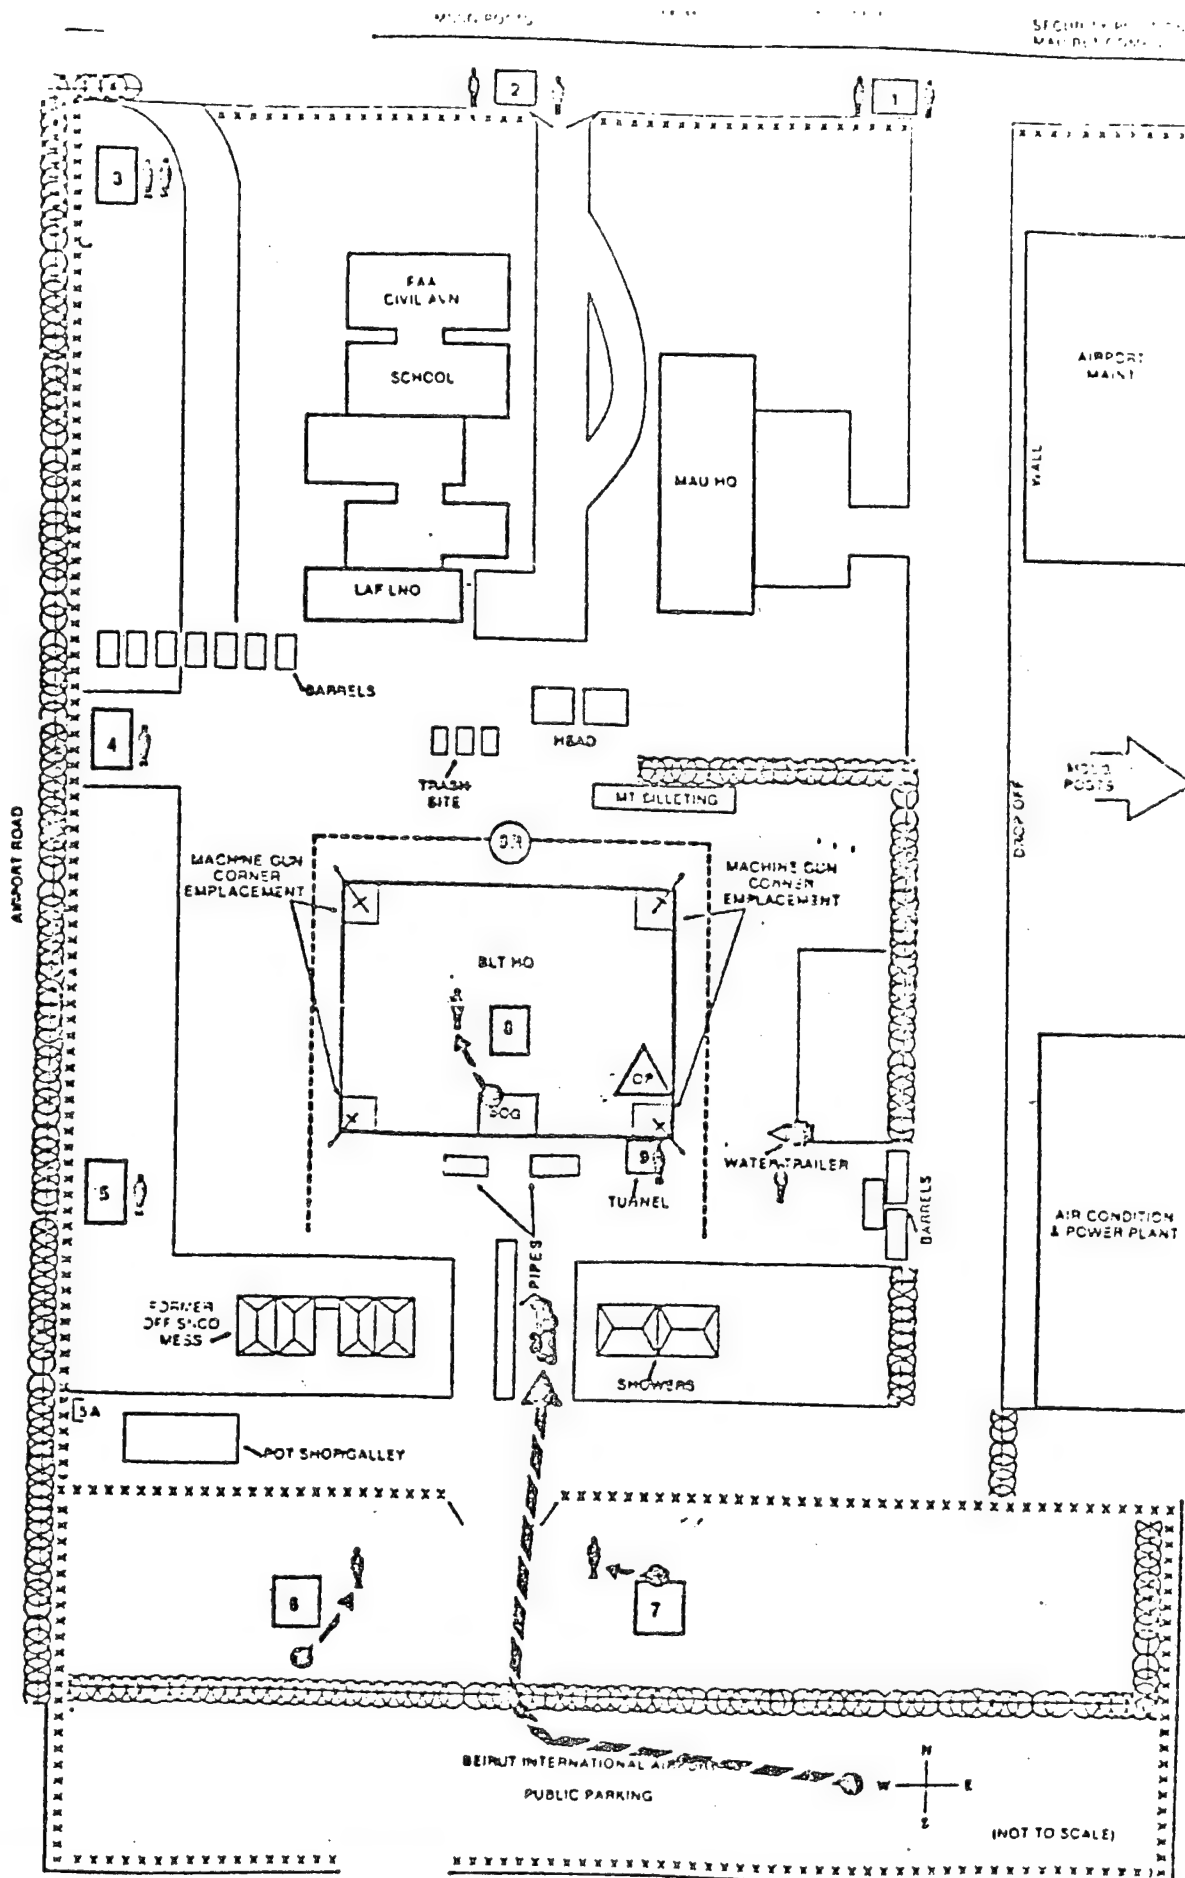 2
1
3
FAA
CIVIL AVN
SCHOOL
AIRPORT
MAINT
WALL
MAU HQ
LAF LNO
BARRELS
4
HEAD
TRASH
SITE
MT BILLETING
MSSG
POSTS
DROP OFF
AIRPORT ROAD
MACHINE GUN
CORNER
EMPLACEMENT
MACHINE GUN
CORNER
EMPLACEMENT
BLT HQ
8
OP
SOG
9
TUNNEL
WATER TRAILER
5
BARRELS
AIR CONDITION
& POWER PLANT
PIPES
FORMER
OFF SNCO
MESS
SHOWERS
5A
POT SHOP/GALLEY
6
7
BEIRUT INTERNATIONAL AIRPORT
PUBLIC PARKING
N
W
E
S
(NOT TO SCALE)